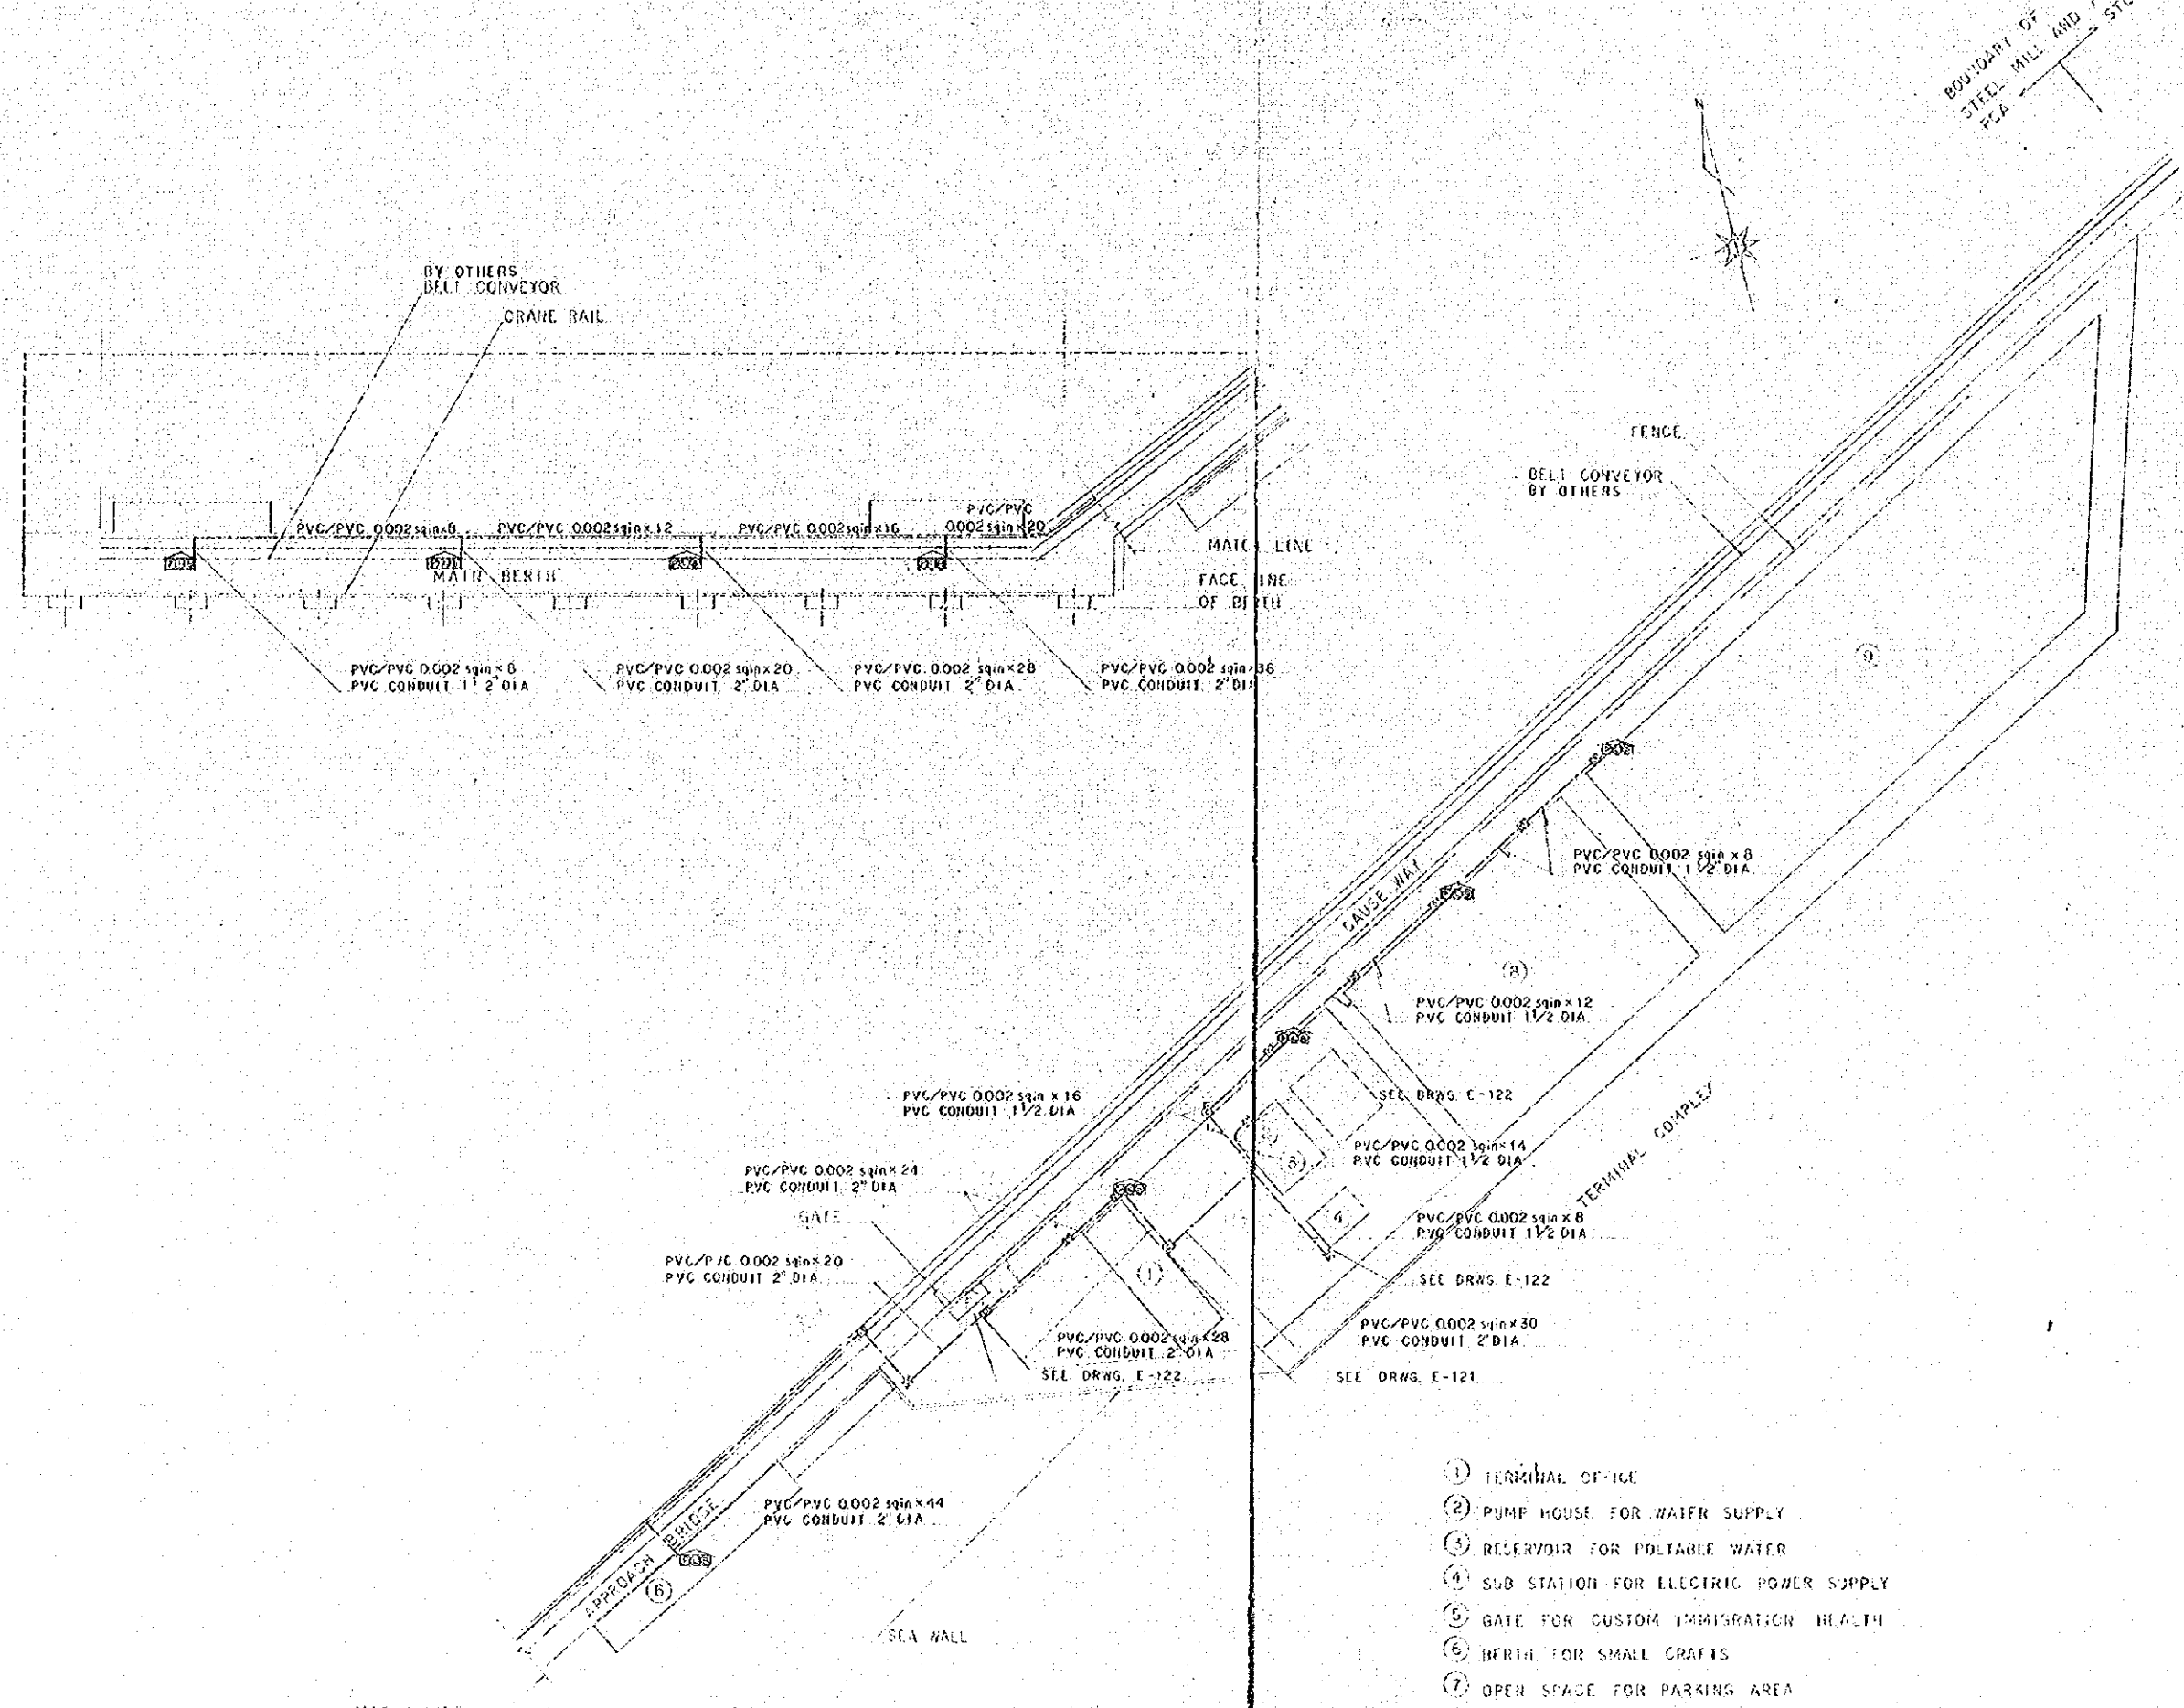 BOUNDARY OF
STEEL MILL AND
N
BY OTHERS
BELT CONVEYOR
CRANE RAIL
FENCE
BELT CONVEYOR
BY OTHERS
PVC/PVC 0.002 sqin×8
PVC/PVC 0.002 sqin×12
PVC/PVC 0.002 sqin×16
PVC/PVC
0.002 sqin×20
MATCH LINE
MAIN BERTH
FACE LINE
OF BERTH
PVC/PVC 0.002 sqin×8
PVC CONDUIT 1 1/2" DIA
PVC/PVC 0.002 sqin×20
PVC CONDUIT 2" DIA
PVC/PVC 0.002 sqin×28
PVC CONDUIT 2" DIA
PVC/PVC 0.002 sqin×36
PVC CONDUIT 2" DIA
9
PVC/PVC 0.002 sqin×8
PVC CONDUIT 1 1/2" DIA
CAUSE WAY
(8)
PVC/PVC 0.002 sqin×12
PVC CONDUIT 1 1/2 DIA
PVC/PVC 0.002 sqin×16
PVC CONDUIT 1 1/2 DIA
SEE DRWG. E-122
PVC/PVC 0.002 sqin×14
PVC CONDUIT 1 1/2 DIA
(3)
TERMINAL COMPLEX
PVC/PVC 0.002 sqin×24
PVC CONDUIT 2" DIA
GATE
4
PVC/PVC 0.002 sqin×8
PVC CONDUIT 1 1/2 DIA
PVC/PVC 0.002 sqin×20
PVC CONDUIT 2" DIA
(1)
SEE DRWG. E-122
PVC/PVC 0.002 sqin×28
PVC CONDUIT 2" DIA
SEE DRWG. E-122
PVC/PVC 0.002 sqin×30
PVC CONDUIT 2" DIA
SEE DRWG. E-121
PVC/PVC 0.002 sqin×44
PVC CONDUIT 2" DIA
APPROACH BRIDGE
(6)
SEA WALL
(1) TERMINAL OFFICE
(2) PUMP HOUSE FOR WATER SUPPLY
(3) RESERVOIR FOR POLTABLE WATER
(4) SUB STATION FOR ELECTRIC POWER SUPPLY
(5) GATE FOR CUSTOM IMMIGRATION HEALTH
(6) BERTH FOR SMALL CRAFTS
(7) OPEN SPACE FOR PARKING AREA